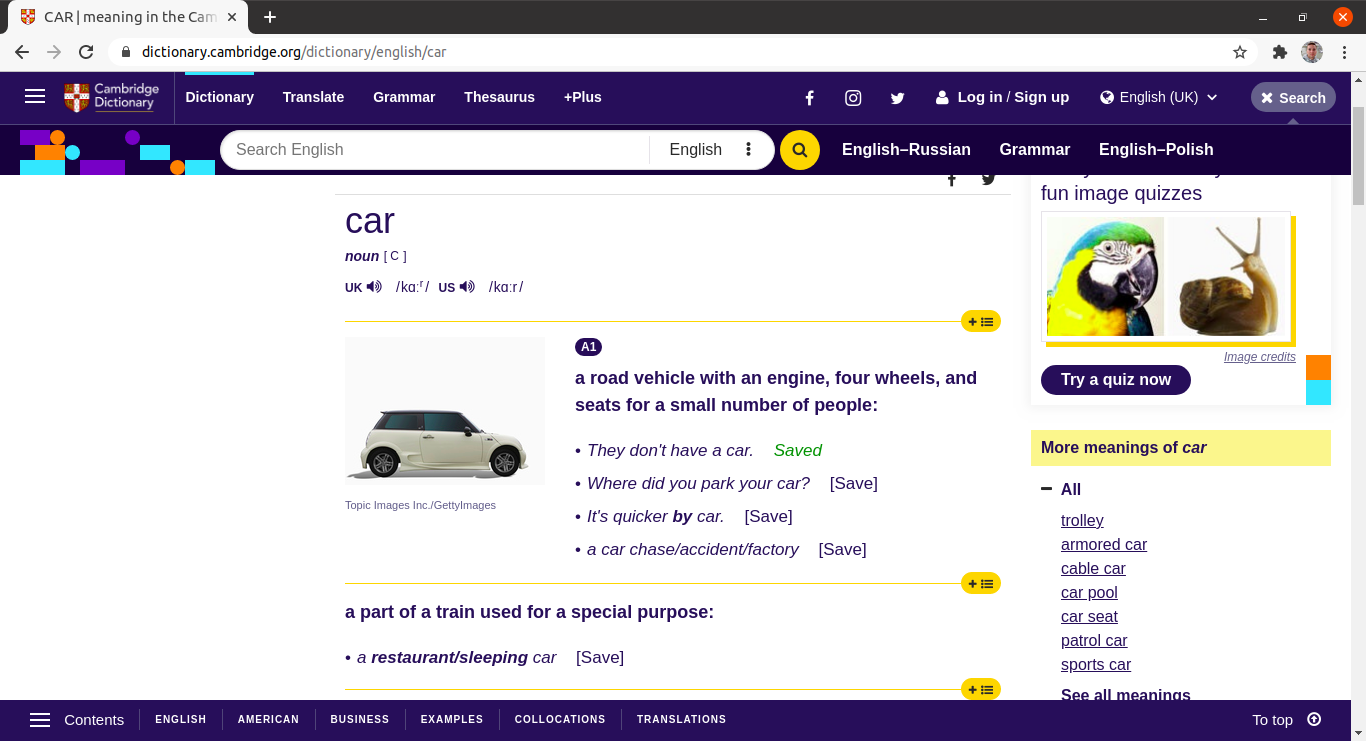 CAR | meaning in the Cam
dictionary.cambridge.org/dictionary/english/car
Cambridge Dictionary
Dictionary Translate Grammar Thesaurus +Plus
Log in / Sign up English (UK) Search
Search English English English–Russian Grammar English–Polish
fun image quizzes
Image credits
Try a quiz now
car
noun [ C ]
UK /kɑːʳ/ US /kɑːr/
A1
a road vehicle with an engine, four wheels, and
seats for a small number of people:
• They don't have a car. Saved
• Where did you park your car? [Save]
• It's quicker by car. [Save]
• a car chase/accident/factory [Save]
Topic Images Inc./GettyImages
a part of a train used for a special purpose:
• a restaurant/sleeping car [Save]
More meanings of car
All
trolley
armored car
cable car
car pool
car seat
patrol car
sports car
See all meanings
Contents ENGLISH AMERICAN BUSINESS EXAMPLES COLLOCATIONS TRANSLATIONS To top